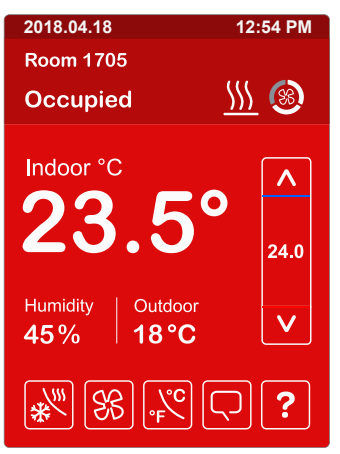 2018.04.18 12:54 PM
Room 1705
Occupied
Indoor °C
23.5°
24.0
Humidity Outdoor
45% 18°C
°F °C ?